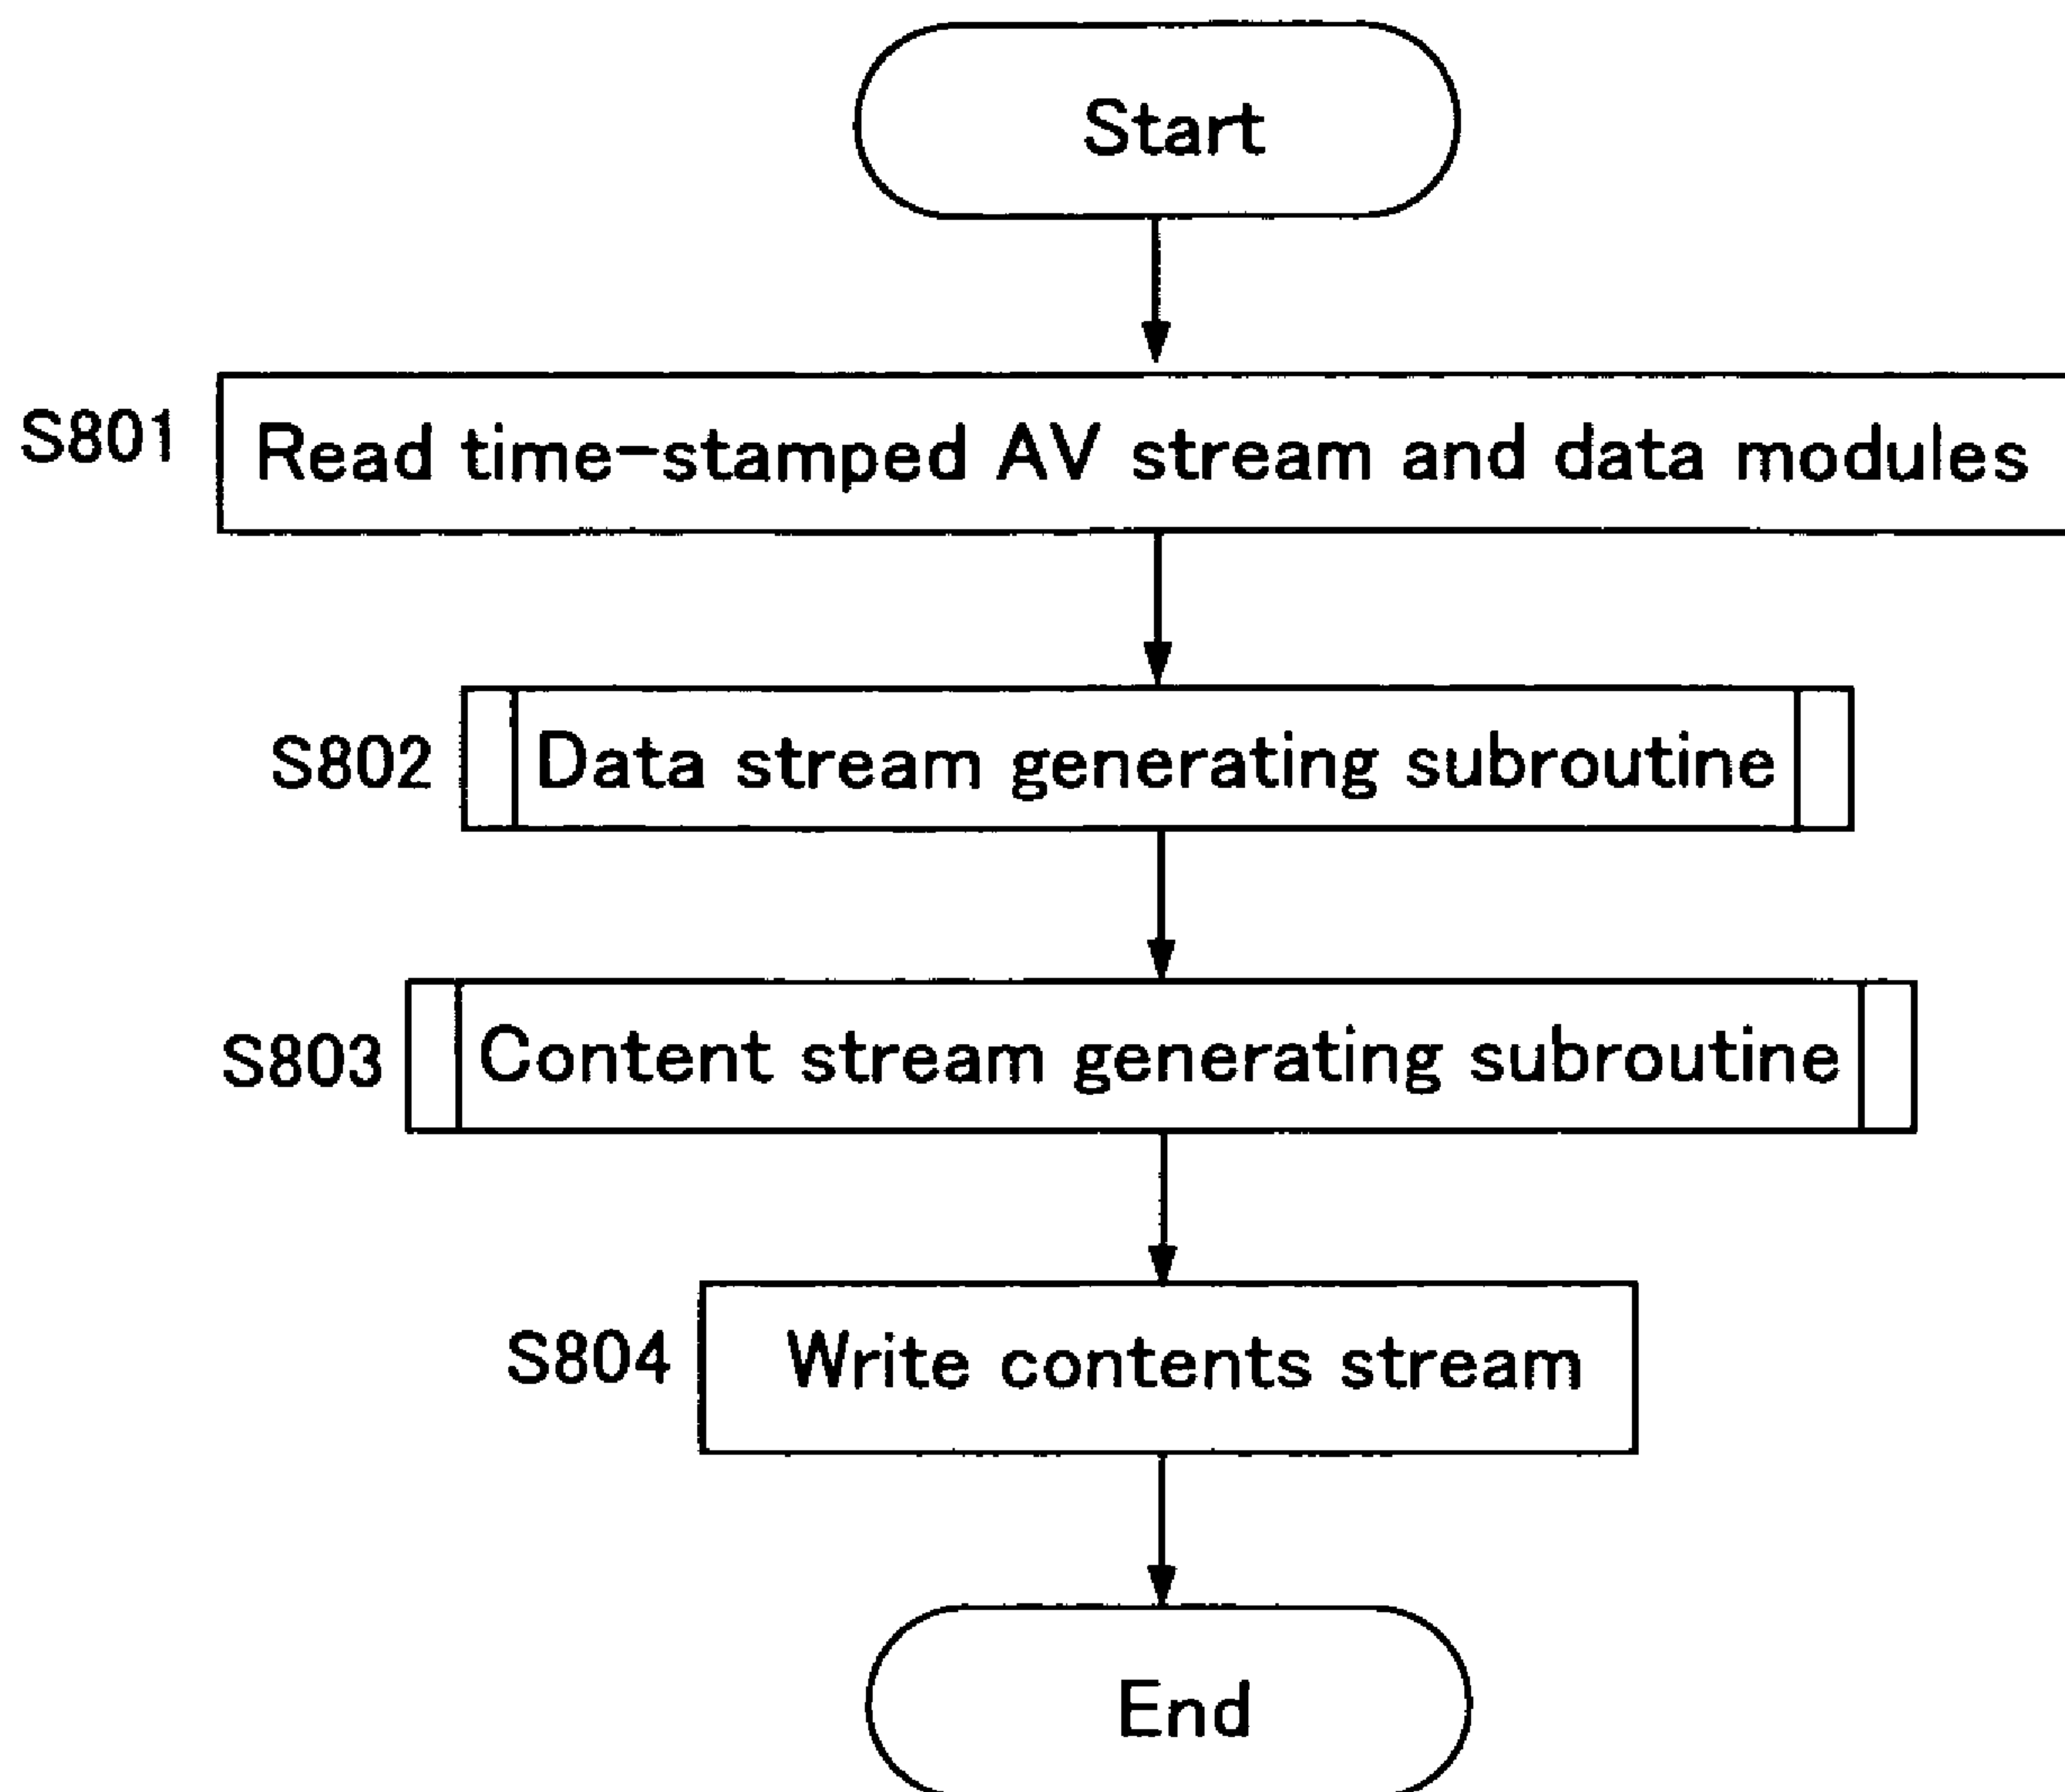 Start
S801 Read time-stamped AV stream and data modules
S802 Data stream generating subroutine
S803 Content stream generating subroutine
S804 Write contents stream
End